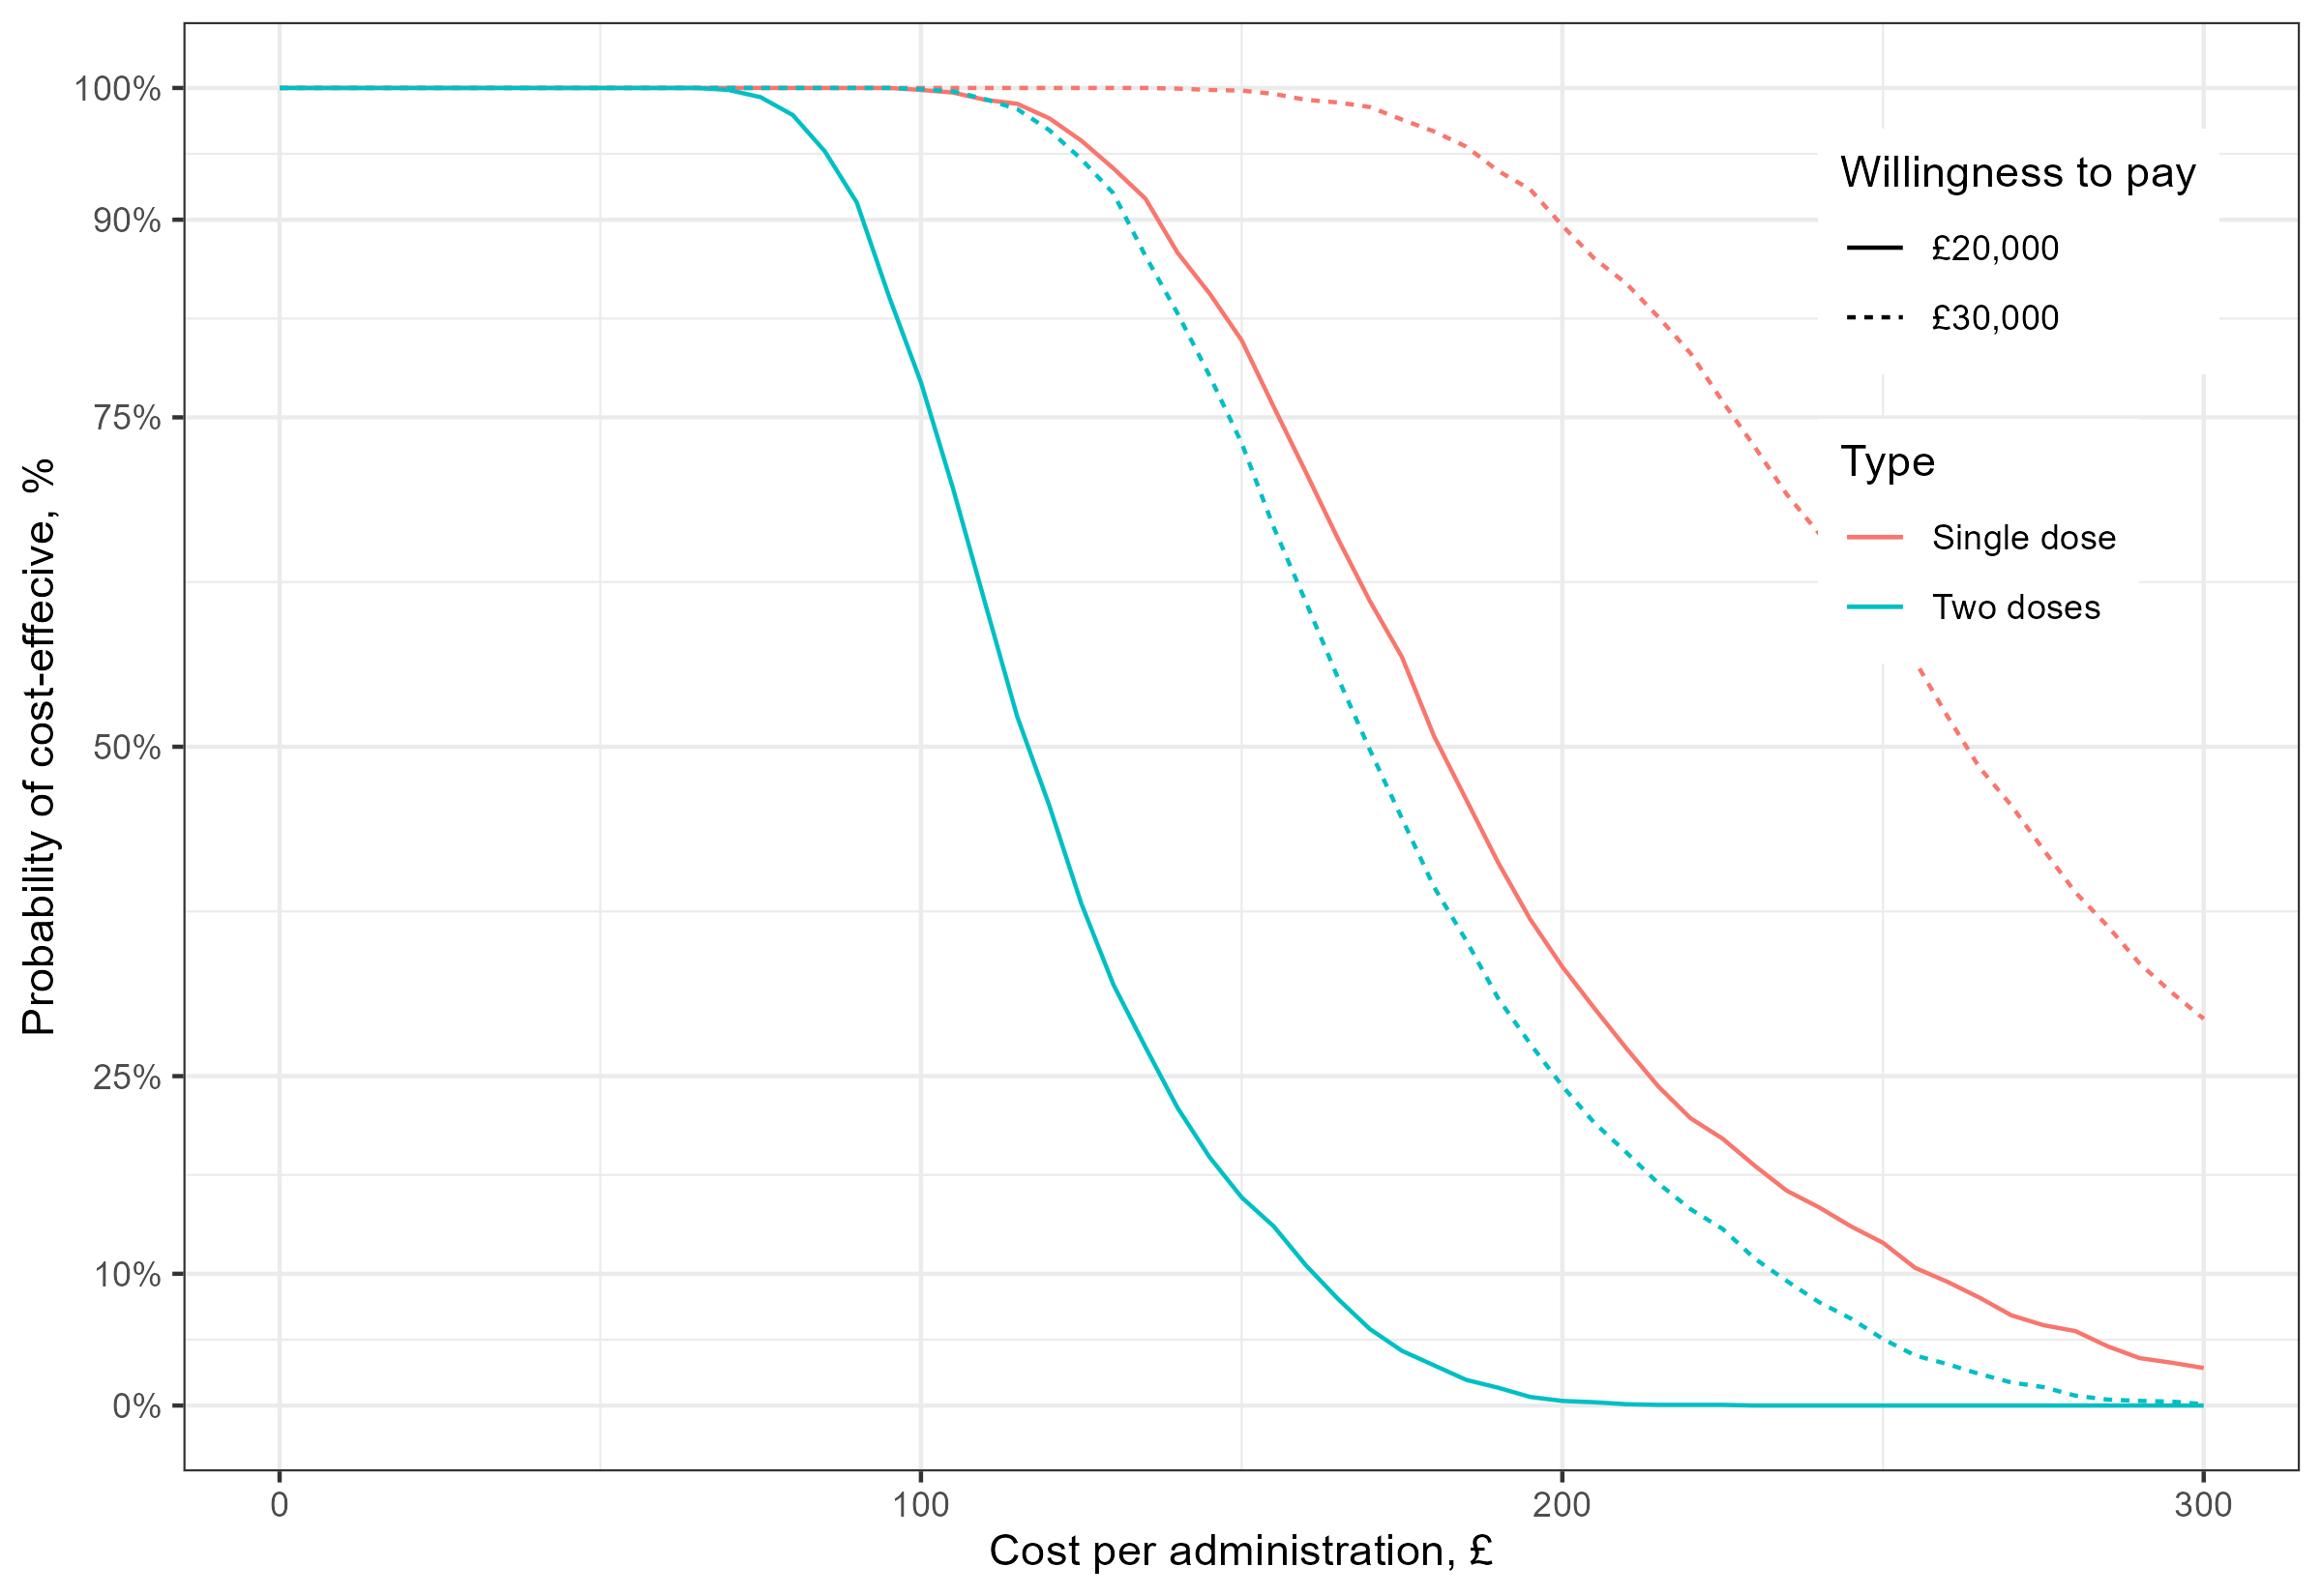 100%
90%
75%
50%
25%
10%
0%
Probability of cost-effecive, %
0
100
200
300
Cost per administration, £
Willingness to pay
£20,000
£30,000
Type
Single dose
Two doses